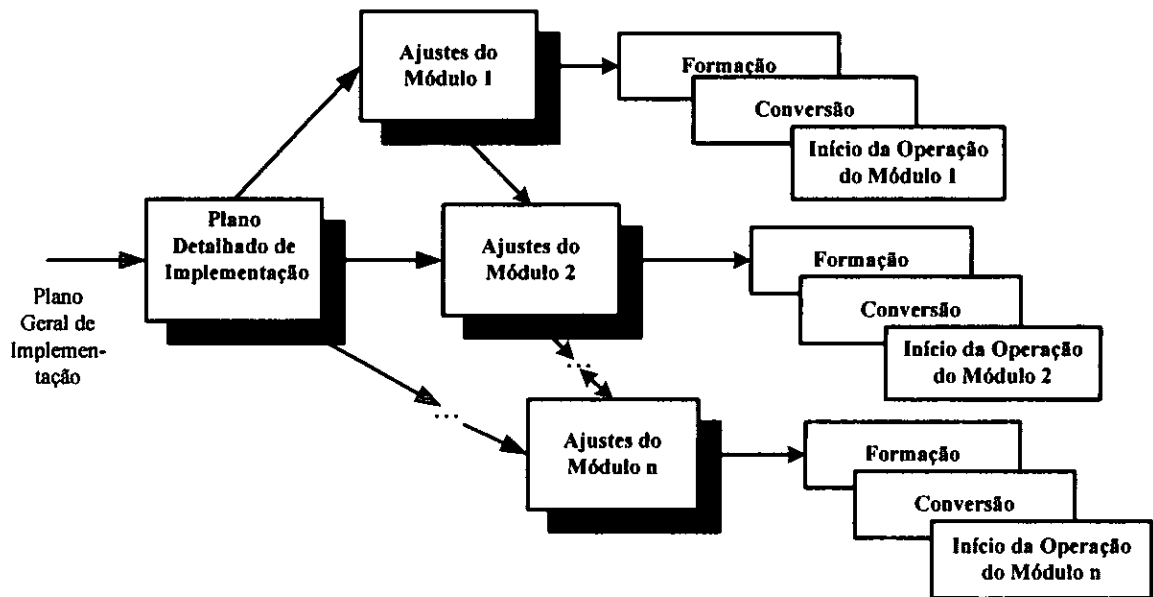 Ajustes do
Módulo 1
Formação
Conversão
Início da Operação
do Módulo 1
Plano
Detalhado de
Implementação
Plano
Geral de
Implemen-
tação
Ajustes do
Módulo 2
Formação
Conversão
Início da Operação
do Módulo 2
...
...
Ajustes do
Módulo n
Formação
Conversão
Início da Operação
do Módulo n